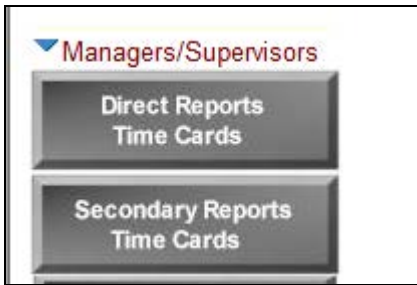 Managers/Supervisors
Direct Reports
Time Cards
Secondary Reports
Time Cards